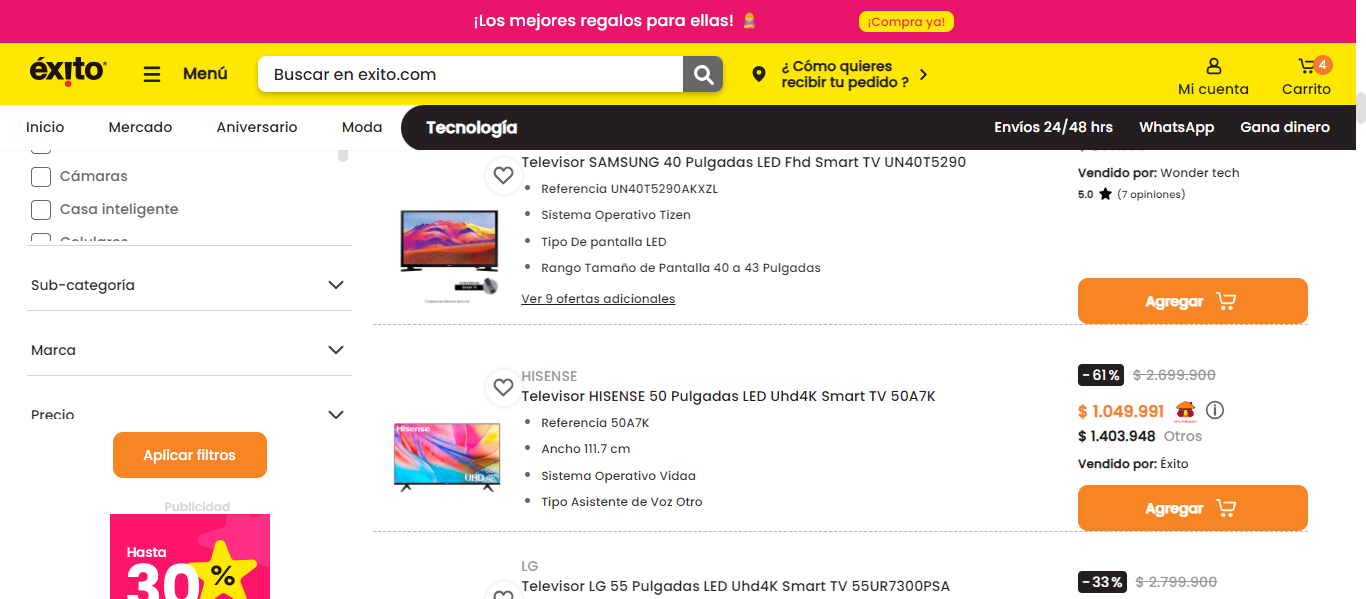 ¡Los mejores regalos para ellas!
¡Compra ya!
éxito
Menú
Buscar en exito.com
¿ Cómo quieres
recibir tu pedido ?
Mi cuenta
4
Carrito
Inicio
Mercado
Aniversario
Moda
Tecnología
Envíos 24/48 hrs
WhatsApp
Gana dinero
Cámaras
Casa inteligente
Celulares
Sub-categoría
Marca
Precio
Aplicar filtros
Publicidad
Hasta
30%
Televisor SAMSUNG 40 Pulgadas LED Fhd Smart TV UN40T5290
Referencia UN40T5290AKXZL
Sistema Operativo Tizen
Tipo De pantalla LED
Rango Tamaño de Pantalla 40 a 43 Pulgadas
Ver 9 ofertas adicionales
Vendido por: Wonder tech
5.0 (7 opiniones)
Agregar
HISENSE
Televisor HISENSE 50 Pulgadas LED Uhd4K Smart TV 50A7K
Referencia 50A7K
Ancho 111.7 cm
Sistema Operativo Vidaa
Tipo Asistente de Voz Otro
Hisense
UHD 4K
-61%
$ 2.699.900
$ 1.049.991
$ 1.403.948 Otros
Vendido por: Éxito
Agregar
LG
Televisor LG 55 Pulgadas LED Uhd4K Smart TV 55UR7300PSA
-33%
$ 2.799.900